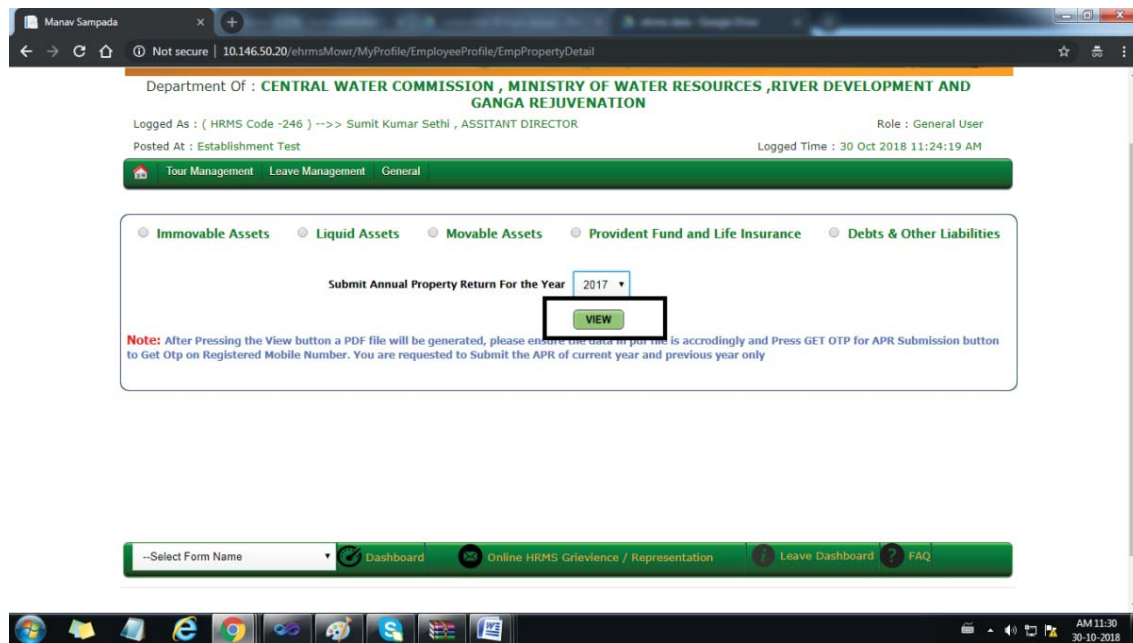 Manav Sampada
Not secure | 10.146.50.20/ehrmsMowr/MyProfile/EmployeeProfile/EmpPropertyDetail
Department Of : CENTRAL WATER COMMISSION , MINISTRY OF WATER RESOURCES ,RIVER DEVELOPMENT AND
GANGA REJUVENATION
Logged As : ( HRMS Code -246 ) -->> Sumit Kumar Sethi , ASSITANT DIRECTOR Role : General User
Posted At : Establishment Test Logged Time : 30 Oct 2018 11:24:19 AM
Tour Management Leave Management General
Immovable Assets Liquid Assets Movable Assets Provident Fund and Life Insurance Debts & Other Liabilities
Submit Annual Property Return For the Year 2017
VIEW
Note: After Pressing the View button a PDF file will be generated, please ensure the data in pdf file is accrodingly and Press GET OTP for APR Submission button
to Get Otp on Registered Mobile Number. You are requested to Submit the APR of current year and previous year only
--Select Form Name Dashboard Online HRMS Grievience / Representation Leave Dashboard FAQ
AM 11:30
30-10-2018